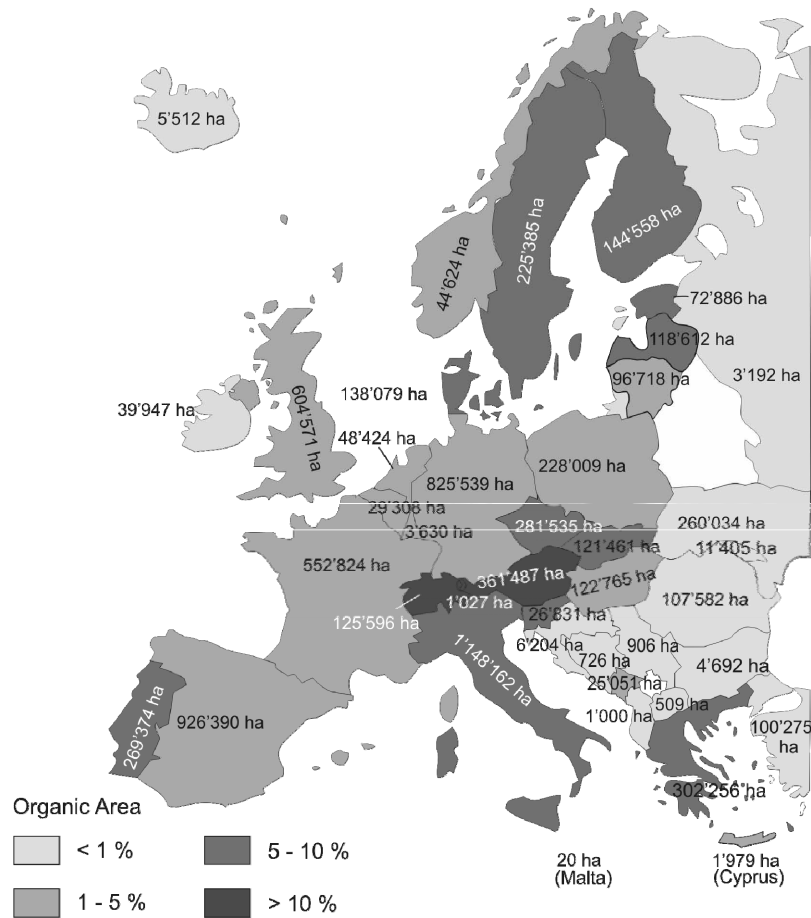 5’512 ha
225’385 ha
144’558 ha
44’624 ha
72’886 ha
118’612 ha
3’192 ha
96’718 ha
138’079 ha
39’947 ha
604’571 ha
48’424 ha
228’009 ha
825’539 ha
29’308 ha
281’535 ha
260’034 ha
3’630 ha
121’461 ha
11’405 ha
552’824 ha
361’487 ha
122’765 ha
1’027 ha
107’582 ha
125’596 ha
26’831 ha
6’204 ha
906 ha
1’148’162 ha
726 ha
4’692 ha
25’051 ha
269’374 ha
926’390 ha
509 ha
1’000 ha
100’275
ha
302’256 ha
Organic Area
< 1 %
5 - 10 %
1 - 5 %
> 10 %
20 ha
(Malta)
1’979 ha
(Cyprus)